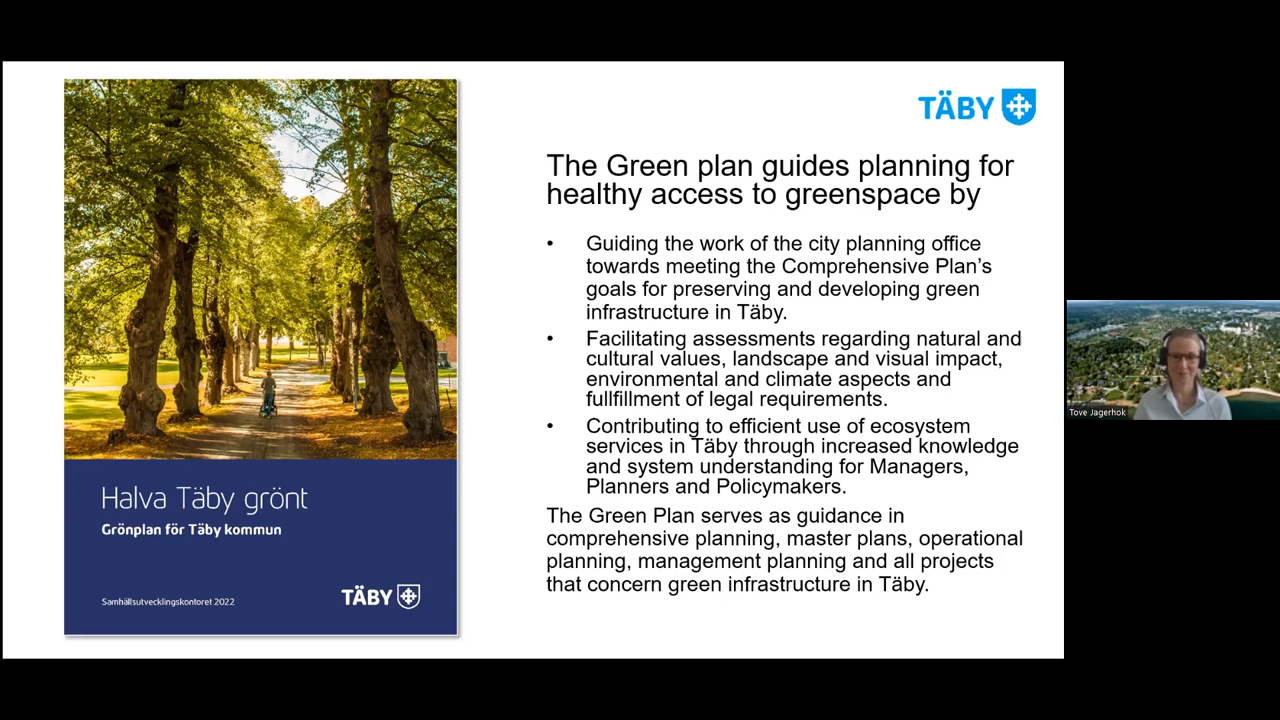 TÄBY
The Green plan guides planning for
healthy access to greenspace by
• Guiding the work of the city planning office
towards meeting the Comprehensive Plan’s
goals for preserving and developing green
infrastructure in Täby.
• Facilitating assessments regarding natural and
cultural values, landscape and visual impact,
environmental and climate aspects and
fullfillment of legal requirements.
• Contributing to efficient use of ecosystem
services in Täby through increased knowledge
and system understanding for Managers,
Planners and Policymakers.
The Green Plan serves as guidance in
comprehensive planning, master plans, operational
planning, management planning and all projects
that concern green infrastructure in Täby.
Halva Täby grönt
Grönplan för Täby kommun
Samhällsutvecklingskontoret 2022
TÄBY
Tove Jagerhok